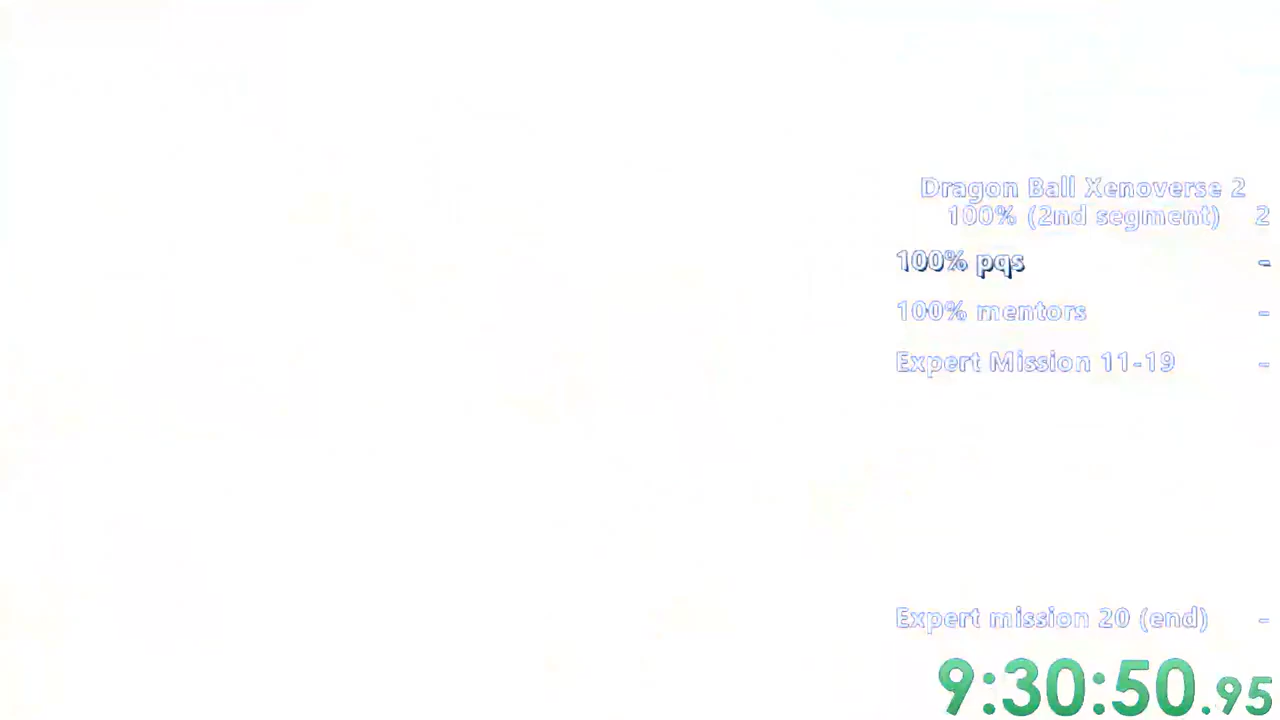 Dragon Ball Xenoverse 2
100% (2nd segment) 2
100% pqs -
100% mentors -
Expert Mission 11-19 -
Expert mission 20 (end) -
9:30:50.95